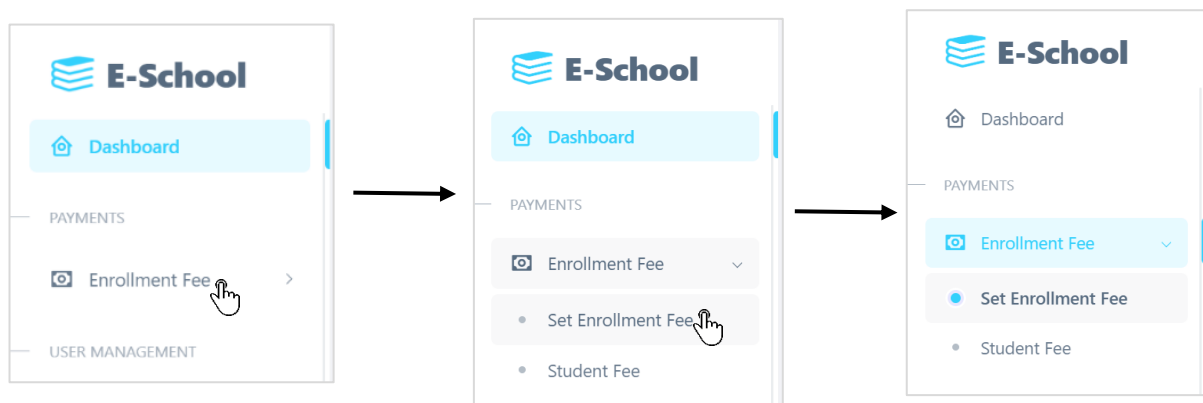 E-School
Dashboard
PAYMENTS
Enrollment Fee
USER MANAGEMENT
E-School
Dashboard
PAYMENTS
Enrollment Fee
Set Enrollment Fee
Student Fee
E-School
Dashboard
PAYMENTS
Enrollment Fee
Set Enrollment Fee
Student Fee